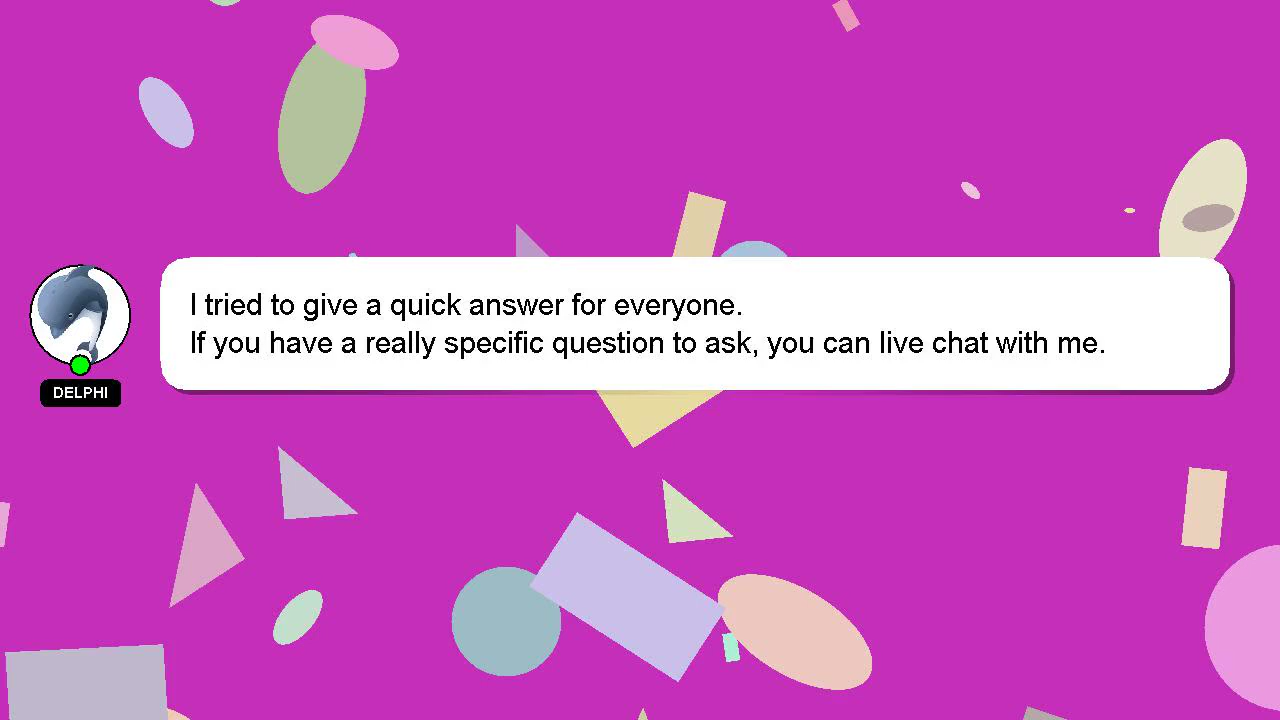 I tried to give a quick answer for everyone.
If you have a really specific question to ask, you can live chat with me.
DELPHI